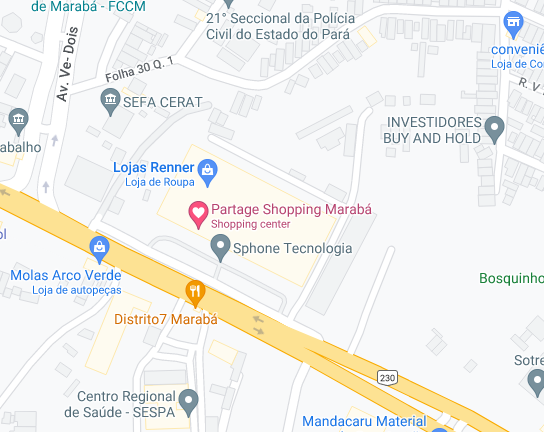 de Marabá - FCCM
21° Seccional da Polícia
Civil do Estado do Pará
Av. Ve- Dois
Folha 30 Q. 1
conveniê
Loja de Co
R. V
SEFA CERAT
INVESTIDORES
BUY AND HOLD
abalho
Lojas Renner
Loja de Roupa
Partage Shopping Marabá
Shopping center
Sphone Tecnologia
ol
Molas Arco Verde
Loja de autopeças
Bosquinho
Distrito7 Marabá
Sotre
230
Centro Regional
de Saúde - SESPA
Mandacaru Material